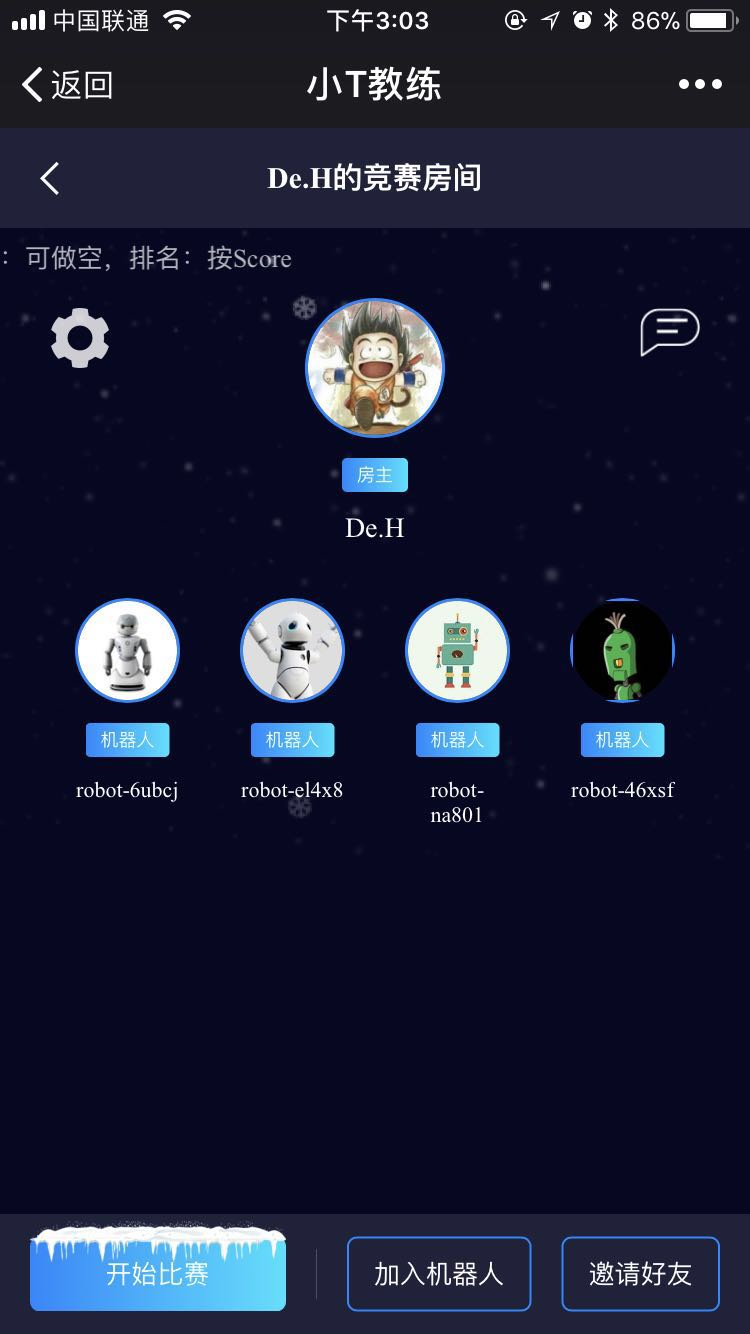 中国联通
下午3:03
86%
返回
小T教练
De.H的竞赛房间
：可做空，排名：按Score
房主
De.H
机器人
机器人
机器人
机器人
robot-6ubcj
robot-el4x8
robot-
na801
robot-46xsf
开始比赛
加入机器人
邀请好友